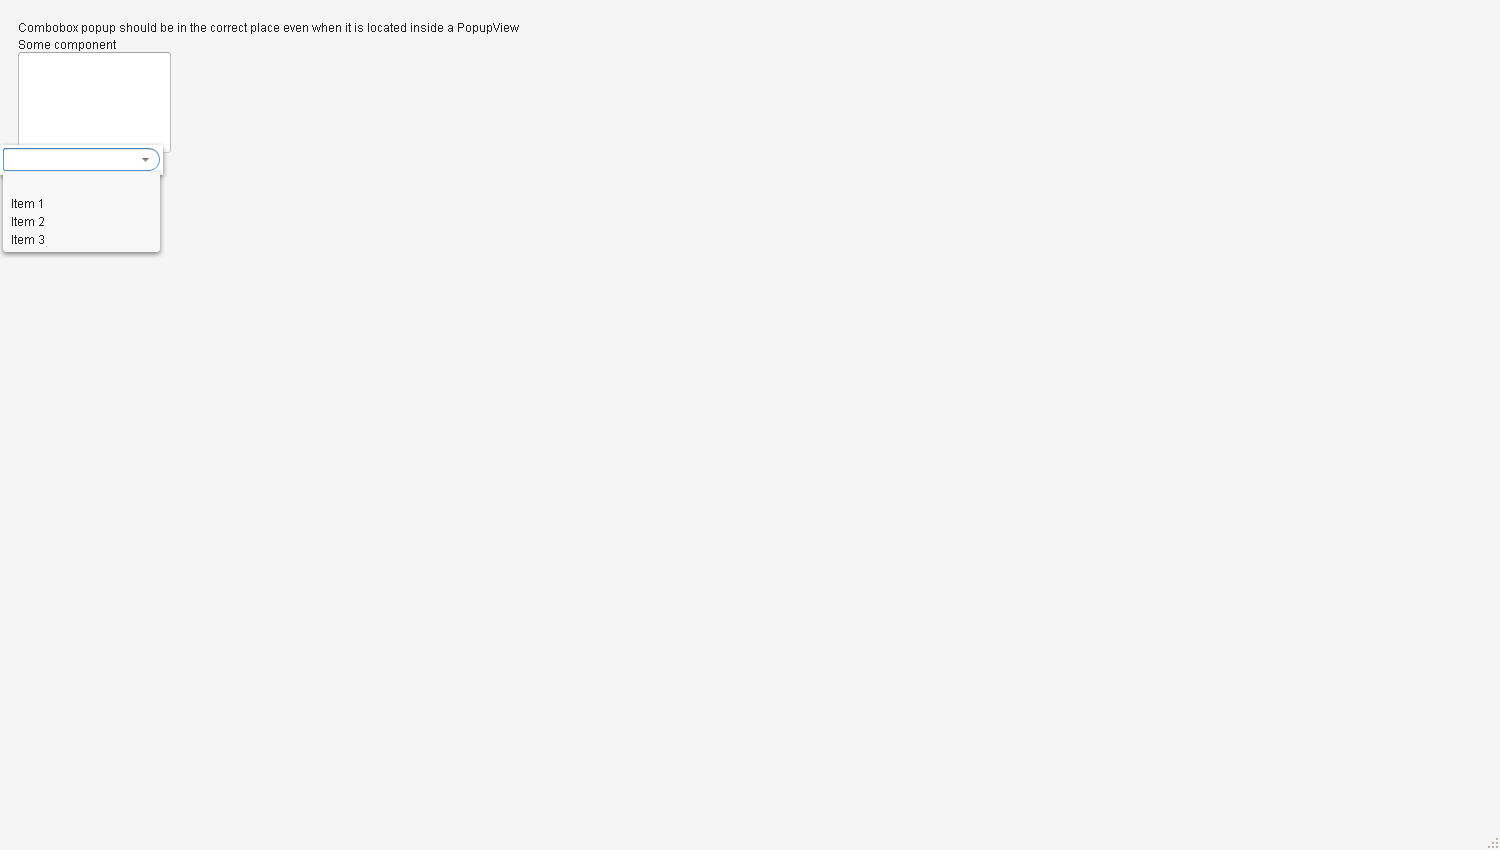 Combobox popup should be in the correct place even when it is located inside a PopupView
Some component
Item 1
Item 2
Item 3